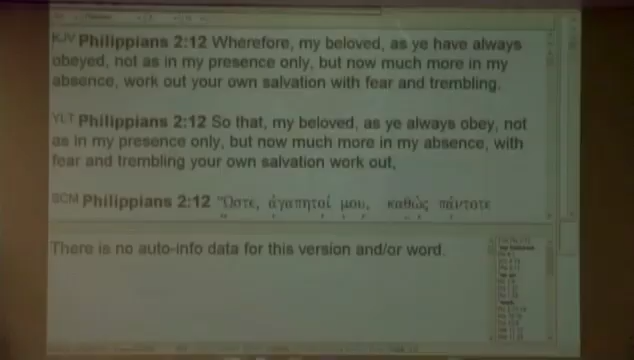 KJV Philippians 2:12 Wherefore, my beloved, as ye have always
obeyed, not as in my presence only, but now much more in my
absence, work out your own salvation with fear and trembling.
YLT Philippians 2:12 So that, my beloved, as ye always obey, not
as in my presence only, but now much more in my absence, with
fear and trembling your own salvation work out,
SCM Philippians 2:12 Ὥστε, ἀγαπητοί μου, καθὼς πάντοτε
There is no auto-info data for this version and/or word.